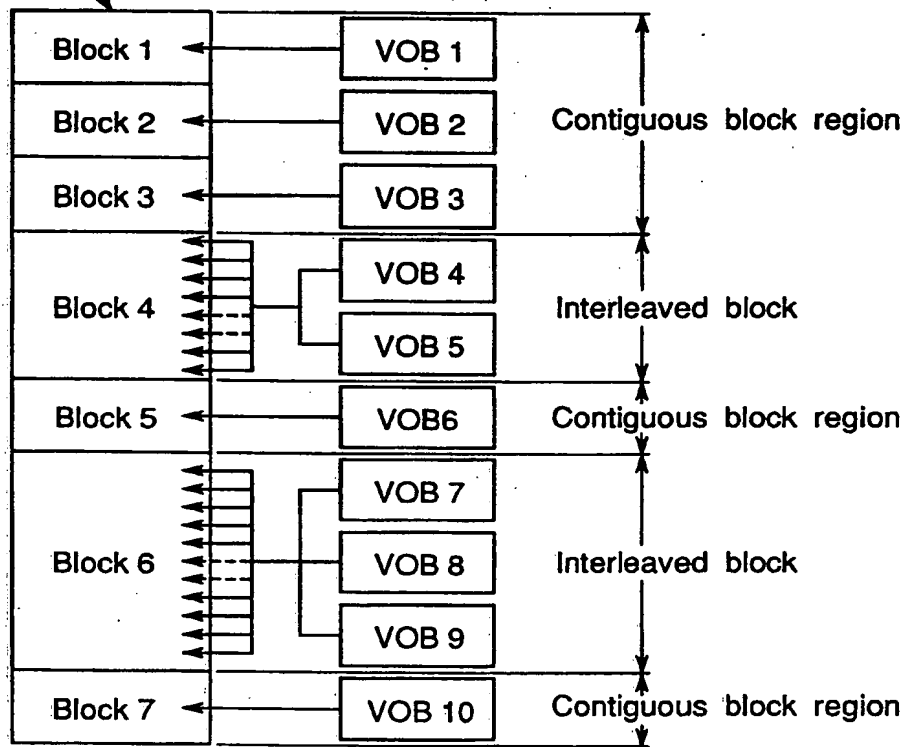 Block 1
VOB 1
Block 2
VOB 2
Contiguous block region
Block 3
VOB 3
VOB 4
Block 4
Interleaved block
VOB 5
Block 5
VOB6
Contiguous block region
VOB 7
Block 6
VOB 8
Interleaved block
VOB 9
Block 7
VOB 10
Contiguous block region